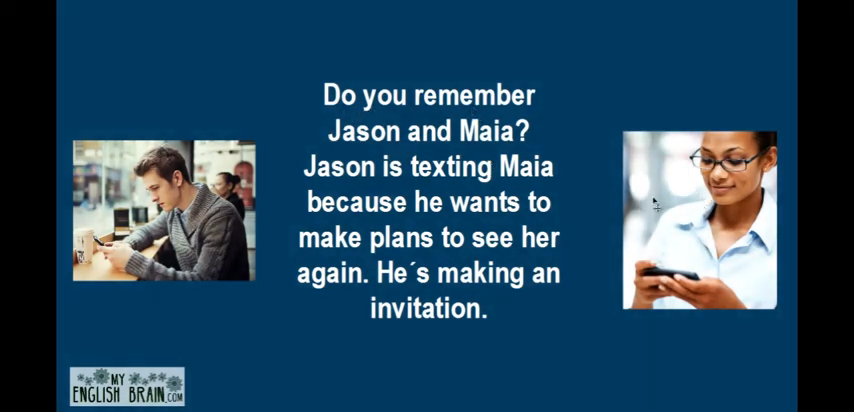 Do you remember
Jason and Maia?
Jason is texting Maia
because he wants to
make plans to see her
again. He´s making an
invitation.
MY
ENGLISH BRAIN.COM